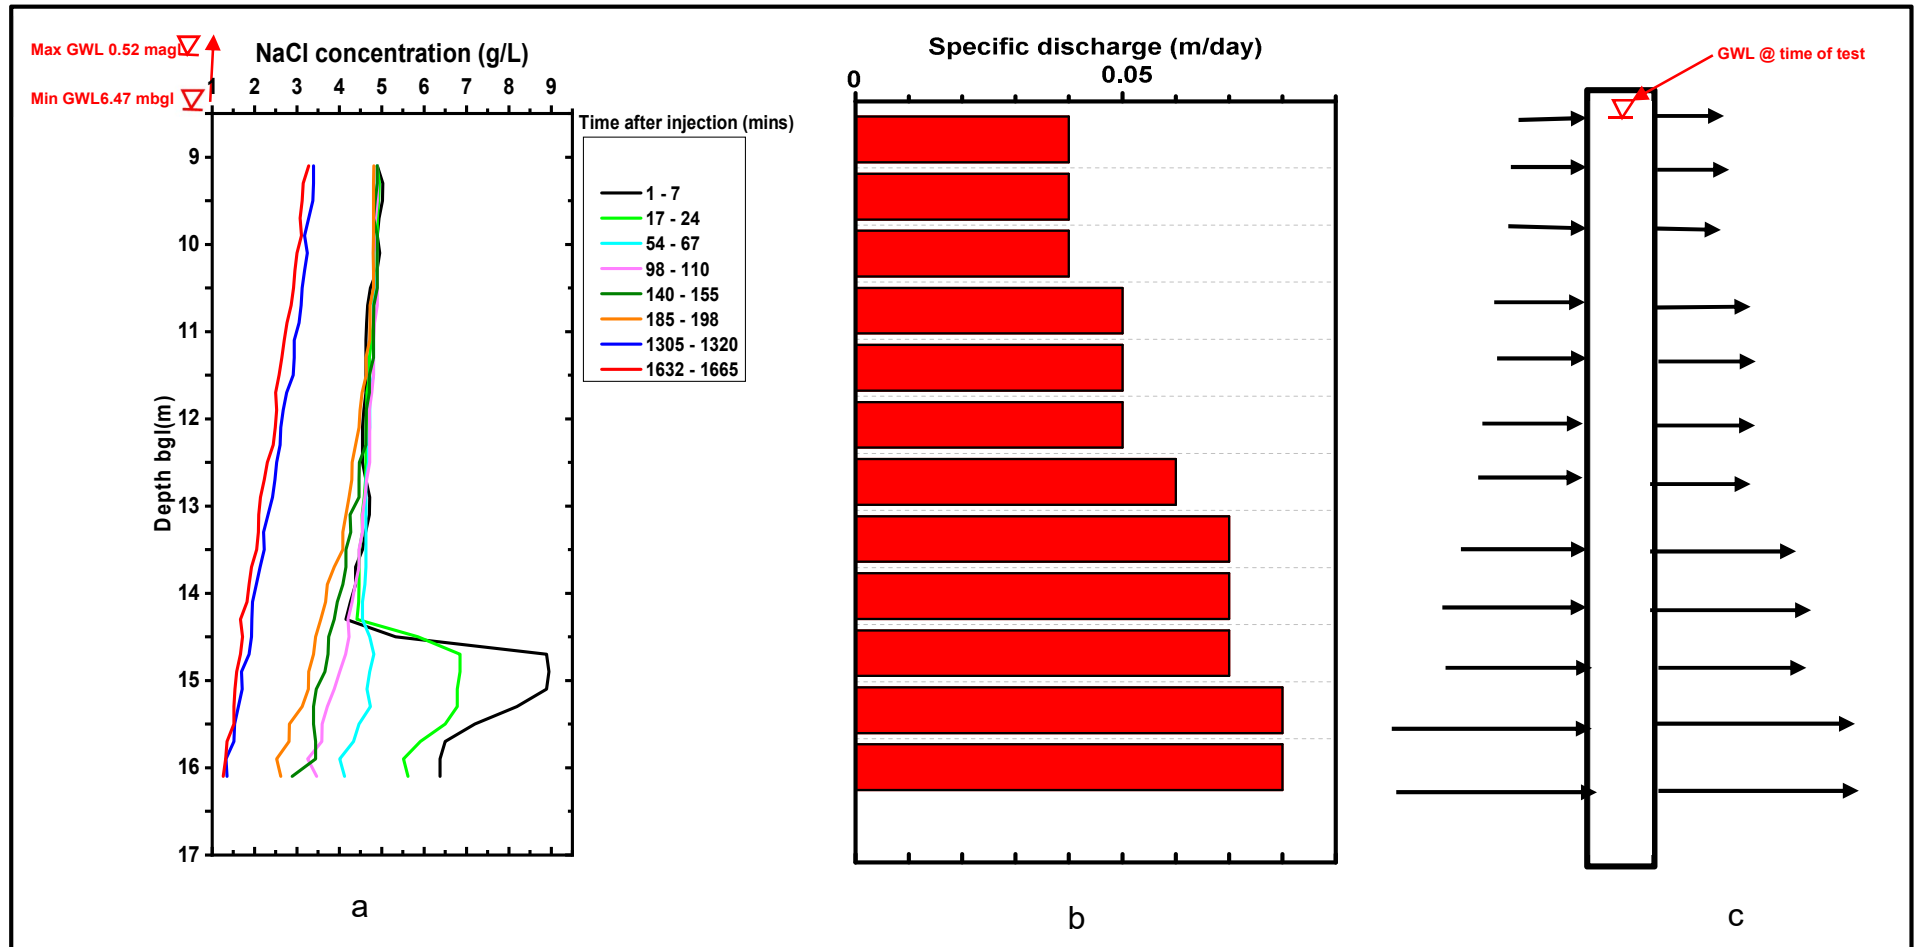 Max GWL 0.52 magL
NaCl concentration (g/L)
1 2 3 4 5 6 7 8 9
Min GWL6.47 mbgl
Depth bgl(m)
9
10
11
12
13
14
15
16
17
Time after injection (mins)
1 - 7
17 - 24
54 - 67
98 - 110
140 - 155
185 - 198
1305 - 1320
1632 - 1665
a
Specific discharge (m/day)
0 0.05
b
GWL @ time of test
c